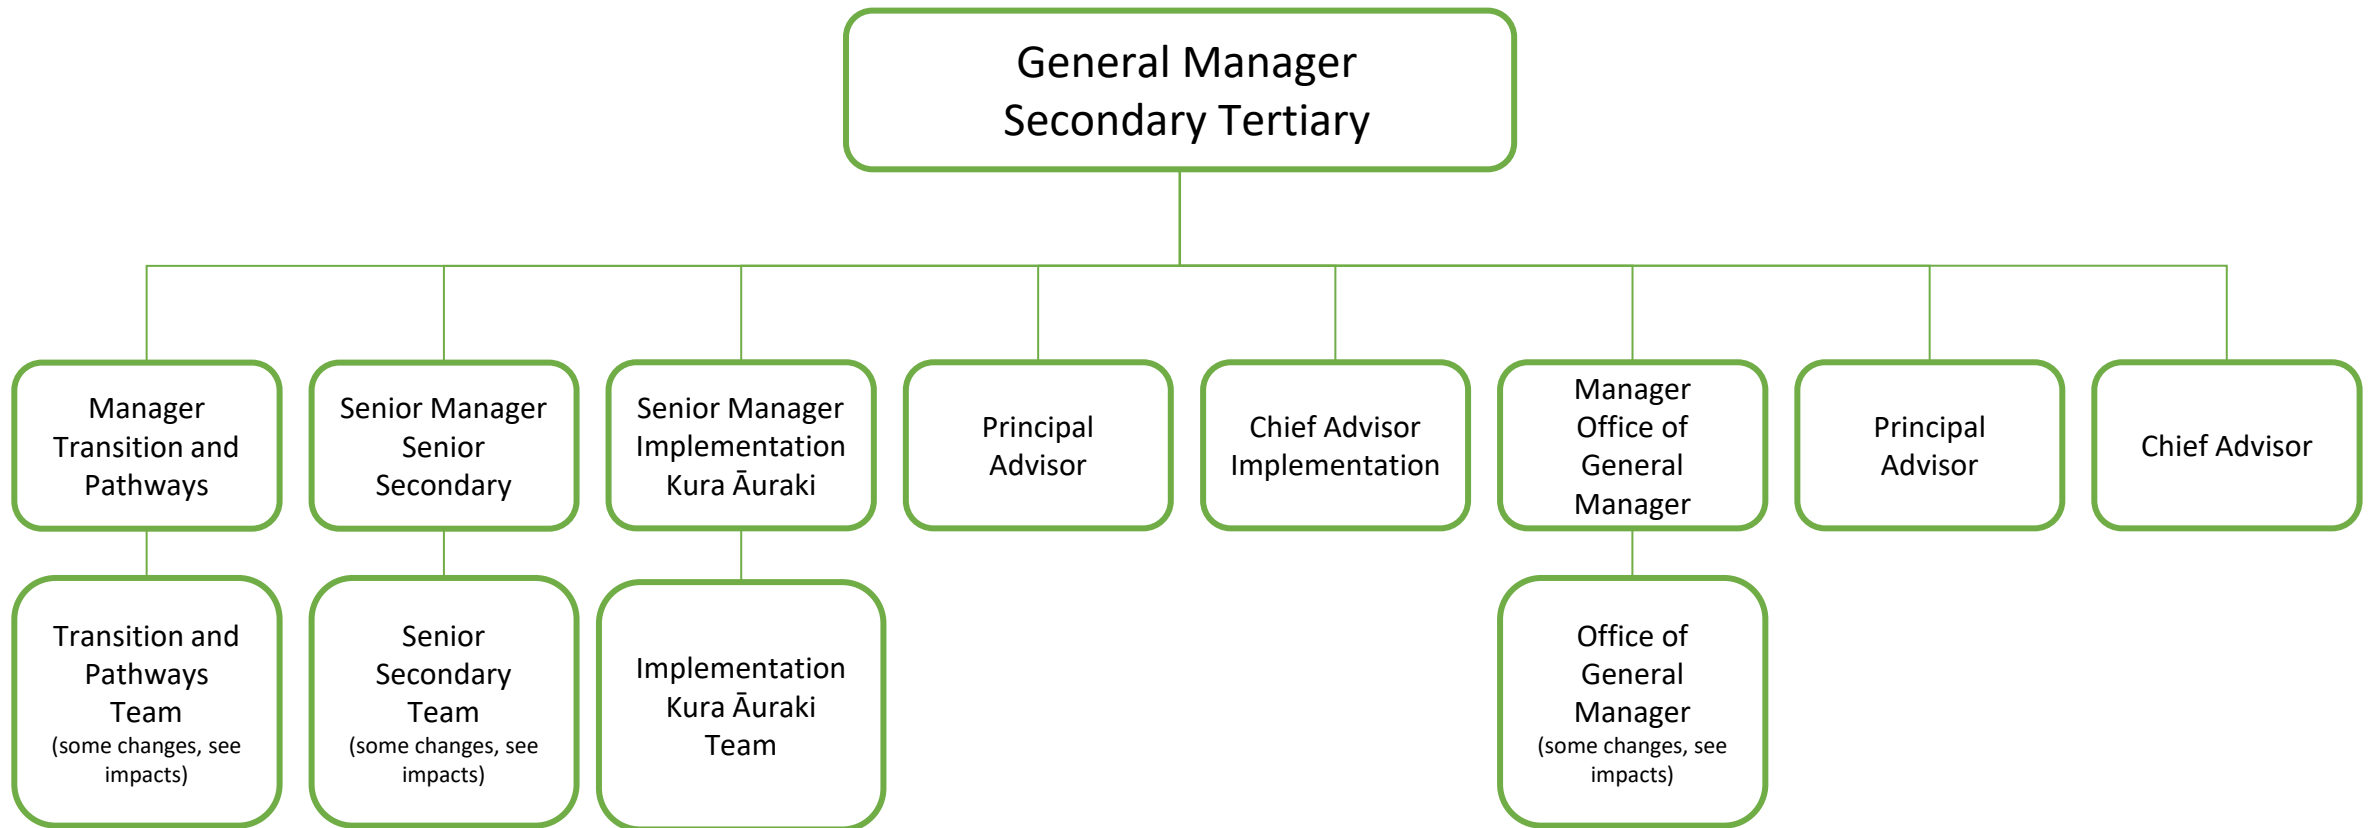 General Manager
Secondary Tertiary
Manager
Transition and
Pathways
Senior Manager
Senior
Secondary
Senior Manager
Implementation
Kura Āuraki
Principal
Advisor
Chief Advisor
Implementation
Manager
Office of
General
Manager
Principal
Advisor
Chief Advisor
Transition and
Pathways
Team
(some changes, see
impacts)
Senior
Secondary
Team
(some changes, see
impacts)
Implementation
Kura Āuraki
Team
Office of
General
Manager
(some changes, see
impacts)